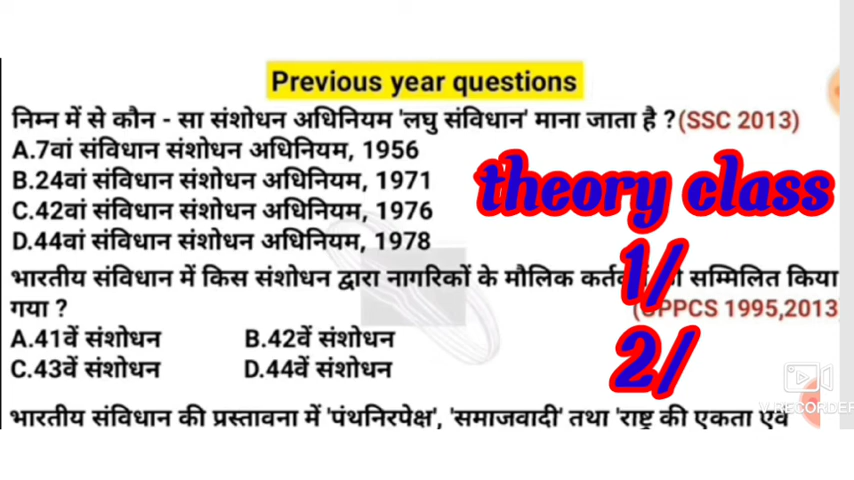 Previous year questions
निम्न में से कौन - सा संशोधन अधिनियम 'लघु संविधान' माना जाता है ? (SSC 2013)
A.7वां संविधान संशोधन अधिनियम, 1956
B.24वां संविधान संशोधन अधिनियम, 1971
C.42वां संविधान संशोधन अधिनियम, 1976
D.44वां संविधान संशोधन अधिनियम, 1978
theory class
1/
2/
भारतीय संविधान में किस संशोधन द्वारा नागरिकों के मौलिक सम्मिलित किया
गया ? 1995,2013
A.41वें संशोधन B.42वें संशोधन
C.43वें संशोधन D.44वें संशोधन
भारतीय संविधान की प्रस्तावना में 'पंथनिरपेक्ष', 'समाजवादी' तथा 'राष्ट्र की एकता एवं
V RECORDER